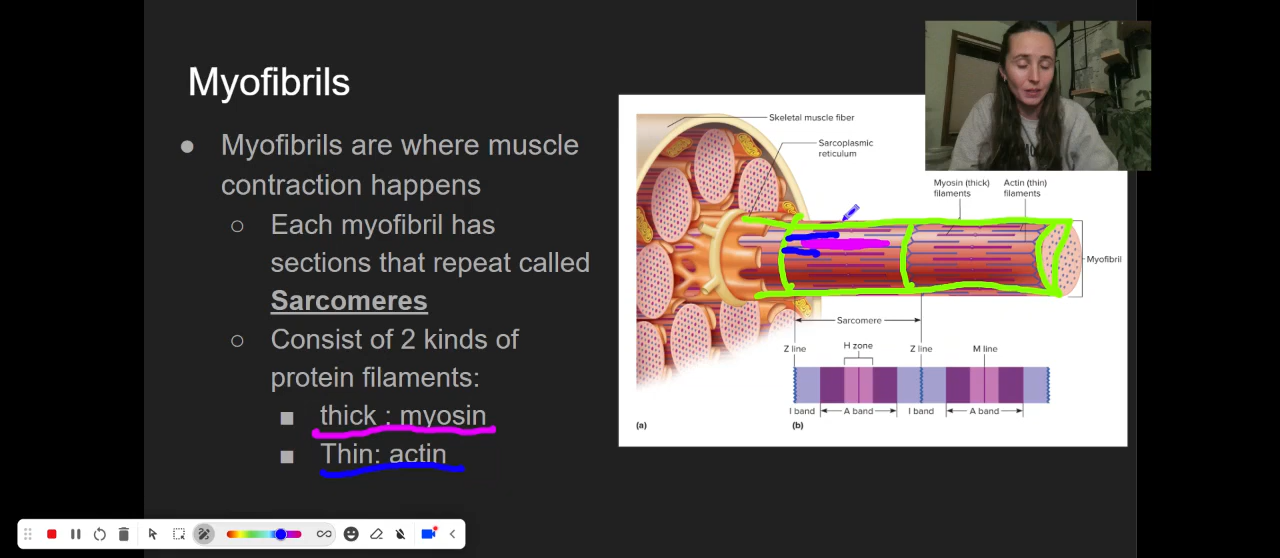 Myofibrils
● Myofibrils are where muscle
contraction happens
○ Each myofibril has
sections that repeat called
Sarcomeres
○ Consist of 2 kinds of
protein filaments:
■ thick : myosin
■ Thin: actin
Skeletal muscle fiber
Sarcoplasmic
reticulum
Myosin (thick)
filaments
Actin (thin)
filaments
Myofibril
Sarcomere
Z line
H zone
Z line
M line
I band
A band
I band
A band
(a)
(b)